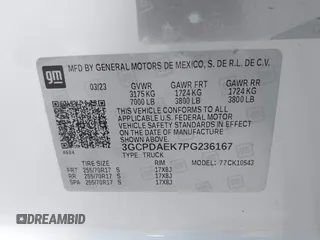 gm
MFD BY GENERAL MOTORS DE MEXICO, S. DE R.L. DE C.V.
03/23 GVWR GAWR FRT GAWR RR
3175 KG 1724 KG 1724 KG
7000 LB 3800 LB 3800 LB
THIS VEHICLE CONFORMS TO ALL APPLICABLE
U.S. FEDERAL MOTOR VEHICLE SAFETY
STANDARDS IN EFFECT ON THE DATE OF
MANUFACTURE SHOWN ABOVE.
3GCPDAEK7PG236167
TYPE: TRUCK MODEL: 77CK10543
TIRE SIZE RIM
FRT 255/70R17 S 17X8J
RR 255/70R17 S 17X8J
SPA 255/70R17 S 17X8J
© DRIVEDANDBID